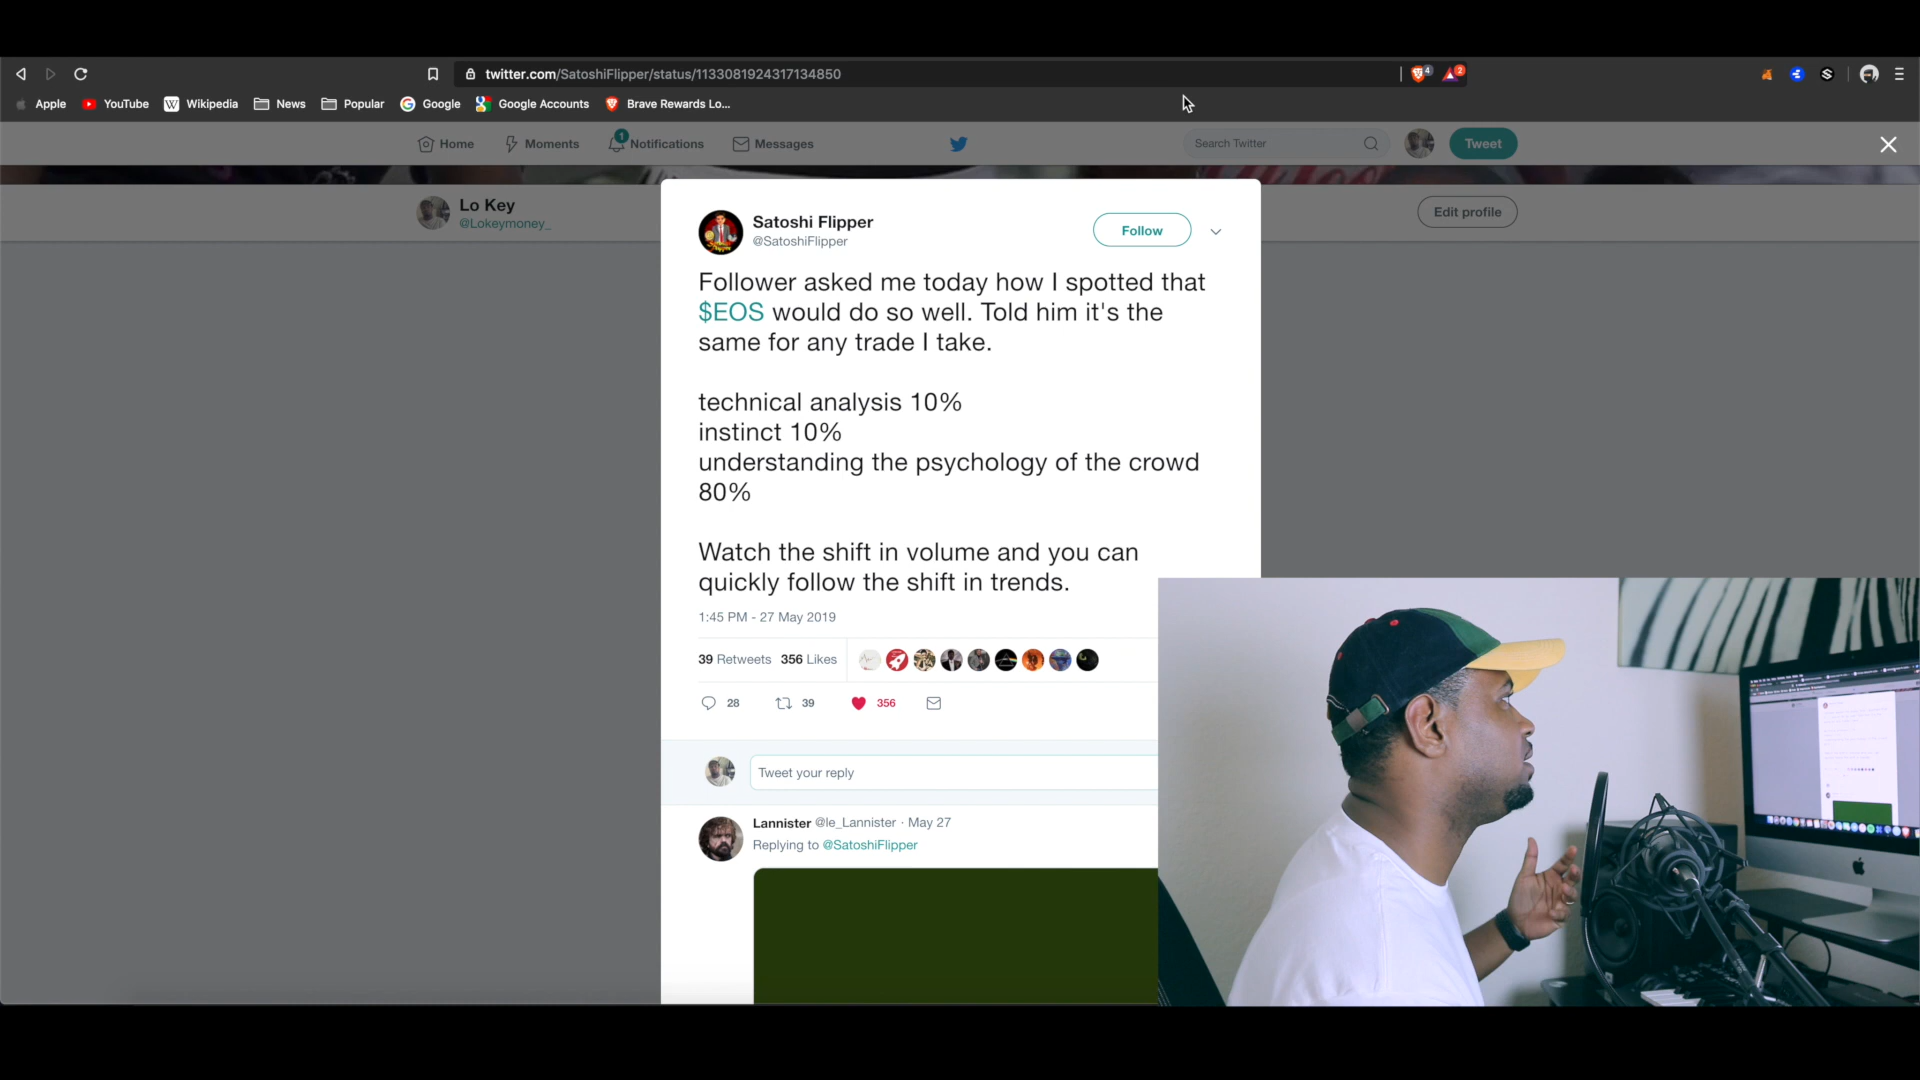 twitter.com/SatoshiFlipper/status/1133081924317134850
4
2
Apple YouTube Wikipedia News Popular Google Google Accounts Brave Rewards Lo...
Home Moments 1 Notifications Messages Search Twitter Tweet
Lo Key
@Lokeymoney_
Edit profile
Satoshi Flipper
@SatoshiFlipper
Follow
Follower asked me today how I spotted that
$EOS would do so well. Told him it's the
same for any trade I take.
technical analysis 10%
instinct 10%
understanding the psychology of the crowd
80%
Watch the shift in volume and you can
quickly follow the shift in trends.
1:45 PM - 27 May 2019
39 Retweets 356 Likes
28 39 356
Tweet your reply
Lannister @le_Lannister · May 27
Replying to @SatoshiFlipper